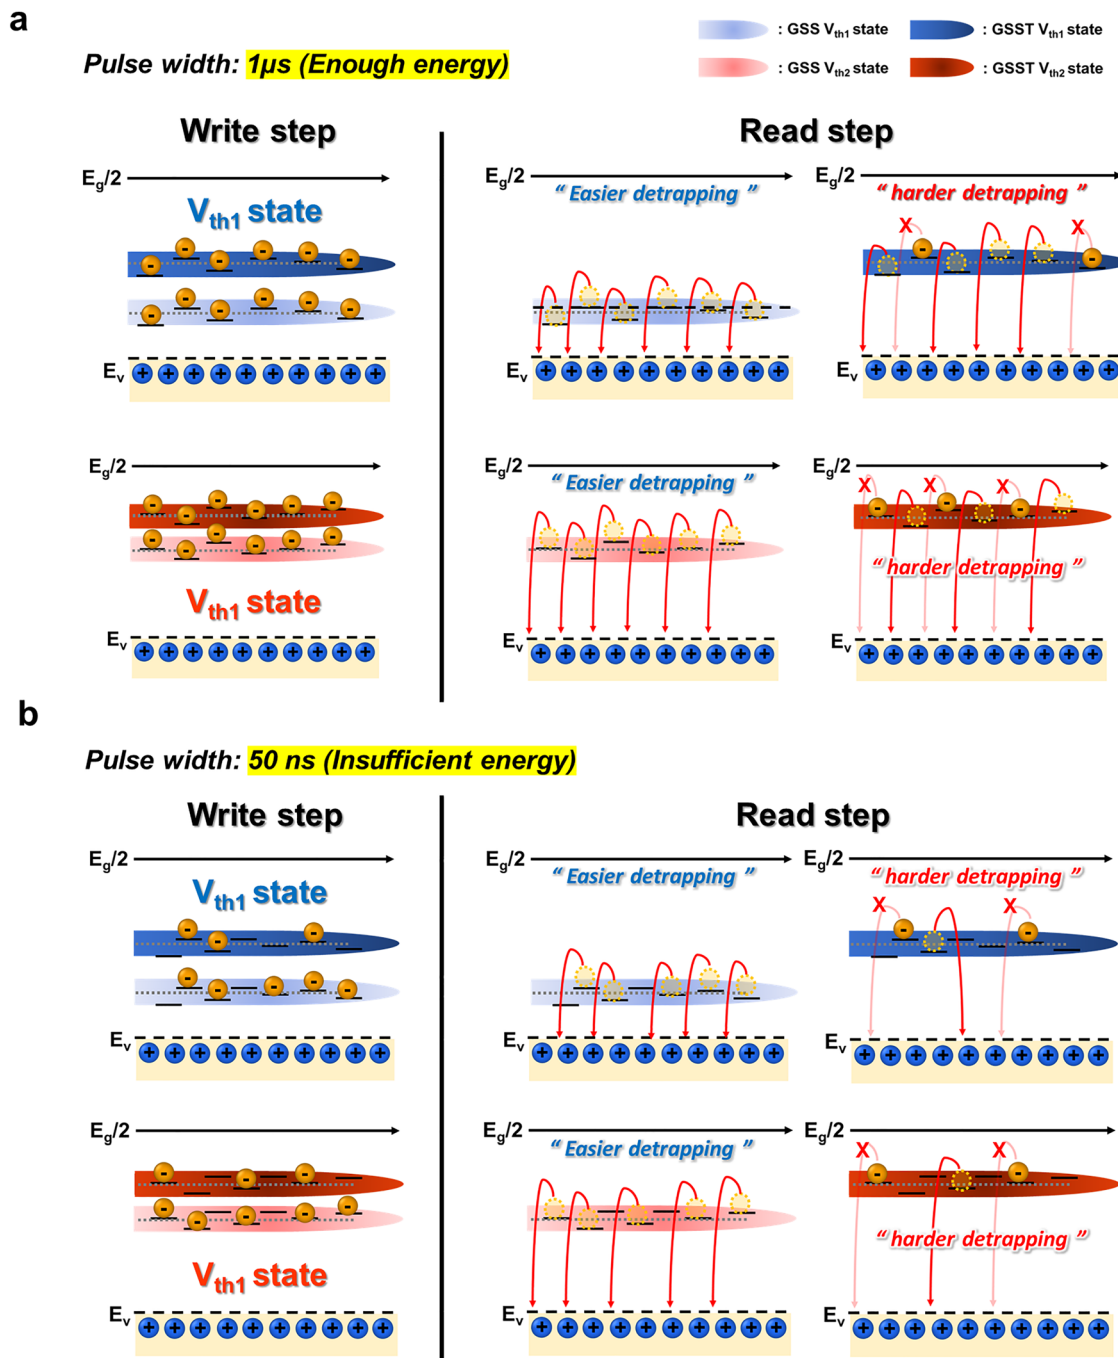 a
: GSS Vth1 state
: GSST Vth1 state
: GSS Vth2 state
: GSST Vth2 state
Pulse width: 1µs (Enough energy)
Write step
Read step
Eg/2
Vth1 state
Ev
Eg/2
“ Easier detrapping ”
Ev
Eg/2
“ harder detrapping ”
X
X
Ev
Eg/2
Vth1 state
Ev
Eg/2
“ Easier detrapping ”
Ev
Eg/2
X
X
X
“ harder detrapping ”
Ev
b
Pulse width: 50 ns (Insufficient energy)
Write step
Read step
Eg/2
Vth1 state
Ev
Eg/2
“ Easier detrapping ”
Ev
Eg/2
“ harder detrapping ”
X
X
Ev
Eg/2
Vth1 state
Ev
Eg/2
“ Easier detrapping ”
Ev
Eg/2
X
X
“ harder detrapping ”
Ev